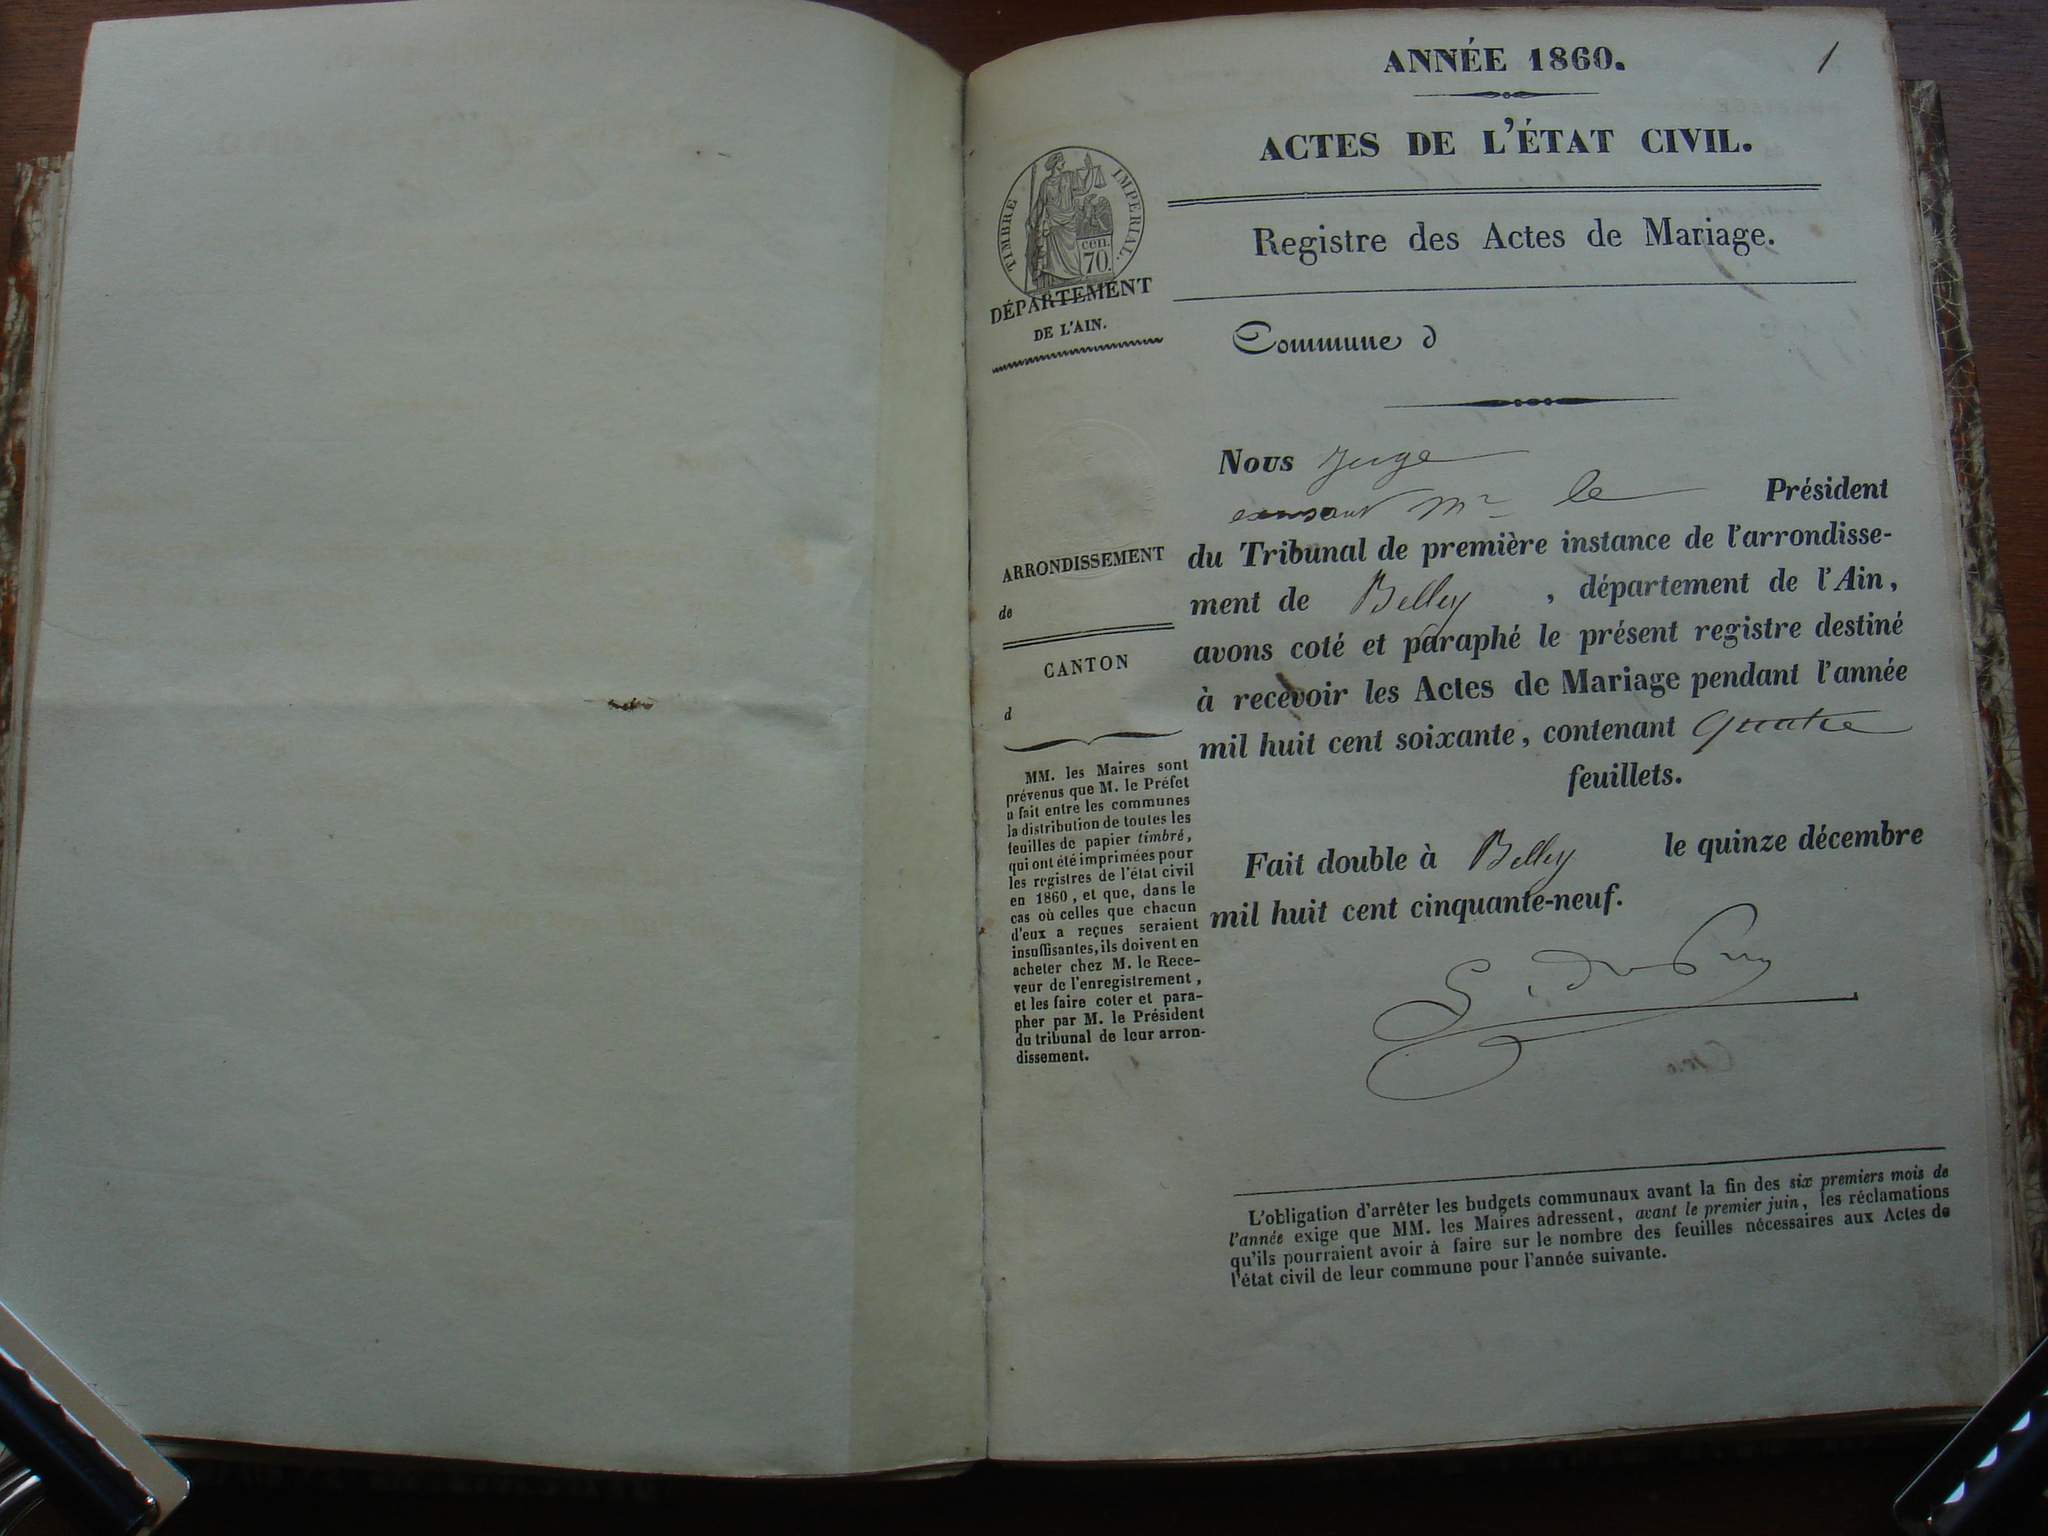 ANNÉE 1860.
1
ACTES DE L'ÉTAT CIVIL.
TIMBRE IMPERIAL.
cen.
70.
Registre des Actes de Mariage.
DÉPARTEMENT
DE L'AIN.
Commune d
Nous Juge
Mr le Président
du Tribunal de première instance de l'arrondisse-
ment de Belley , département de l'Ain,
avons coté et paraphé le présent registre destiné
à recevoir les Actes de Mariage pendant l'année
mil huit cent soixante, contenant quatre
feuillets.
Fait double à Belley le quinze décembre
mil huit cent cinquante-neuf.
ARRONDISSEMENT
de
CANTON
d
MM. les Maires sont
prévenus que M. le Préfet
a fait entre les communes
la distribution de toutes les
feuilles de papier timbré,
qui ont été imprimées pour
les registres de l'état civil
en 1860, et que, dans le
cas où celles que chacun
d'eux a reçues seraient
insuffisantes, ils doivent en
acheter chez M. le Rece-
veur de l'enregistrement,
et les faire coter et para-
pher par M. le Président
du tribunal de leur arron-
dissement.
L'obligation d'arrêter les budgets communaux avant la fin des six premiers mois de
l'année exige que MM. les Maires adressent, avant le premier juin, les réclamations
qu'ils pourraient avoir à faire sur le nombre des feuilles nécessaires aux Actes de
l'état civil de leur commune pour l'année suivante.